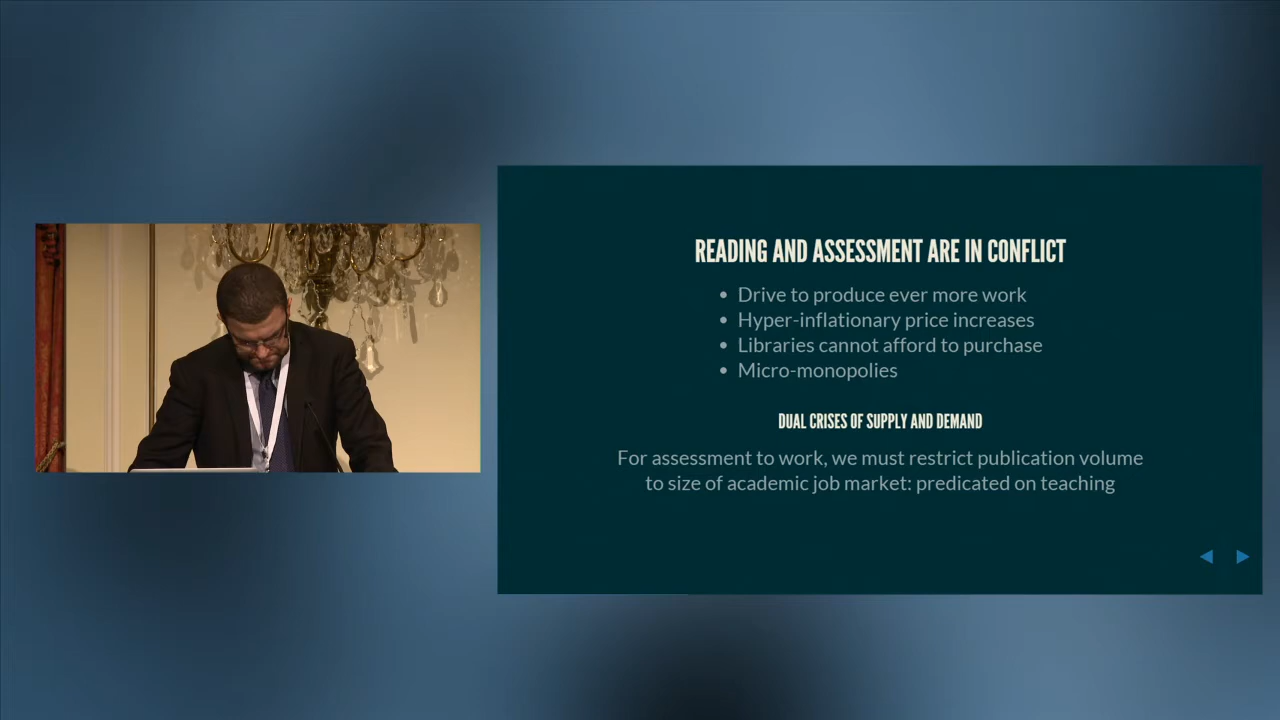 READING AND ASSESSMENT ARE IN CONFLICT
• Drive to produce ever more work
• Hyper-inflationary price increases
• Libraries cannot afford to purchase
• Micro-monopolies
DUAL CRISES OF SUPPLY AND DEMAND
For assessment to work, we must restrict publication volume
to size of academic job market: predicated on teaching